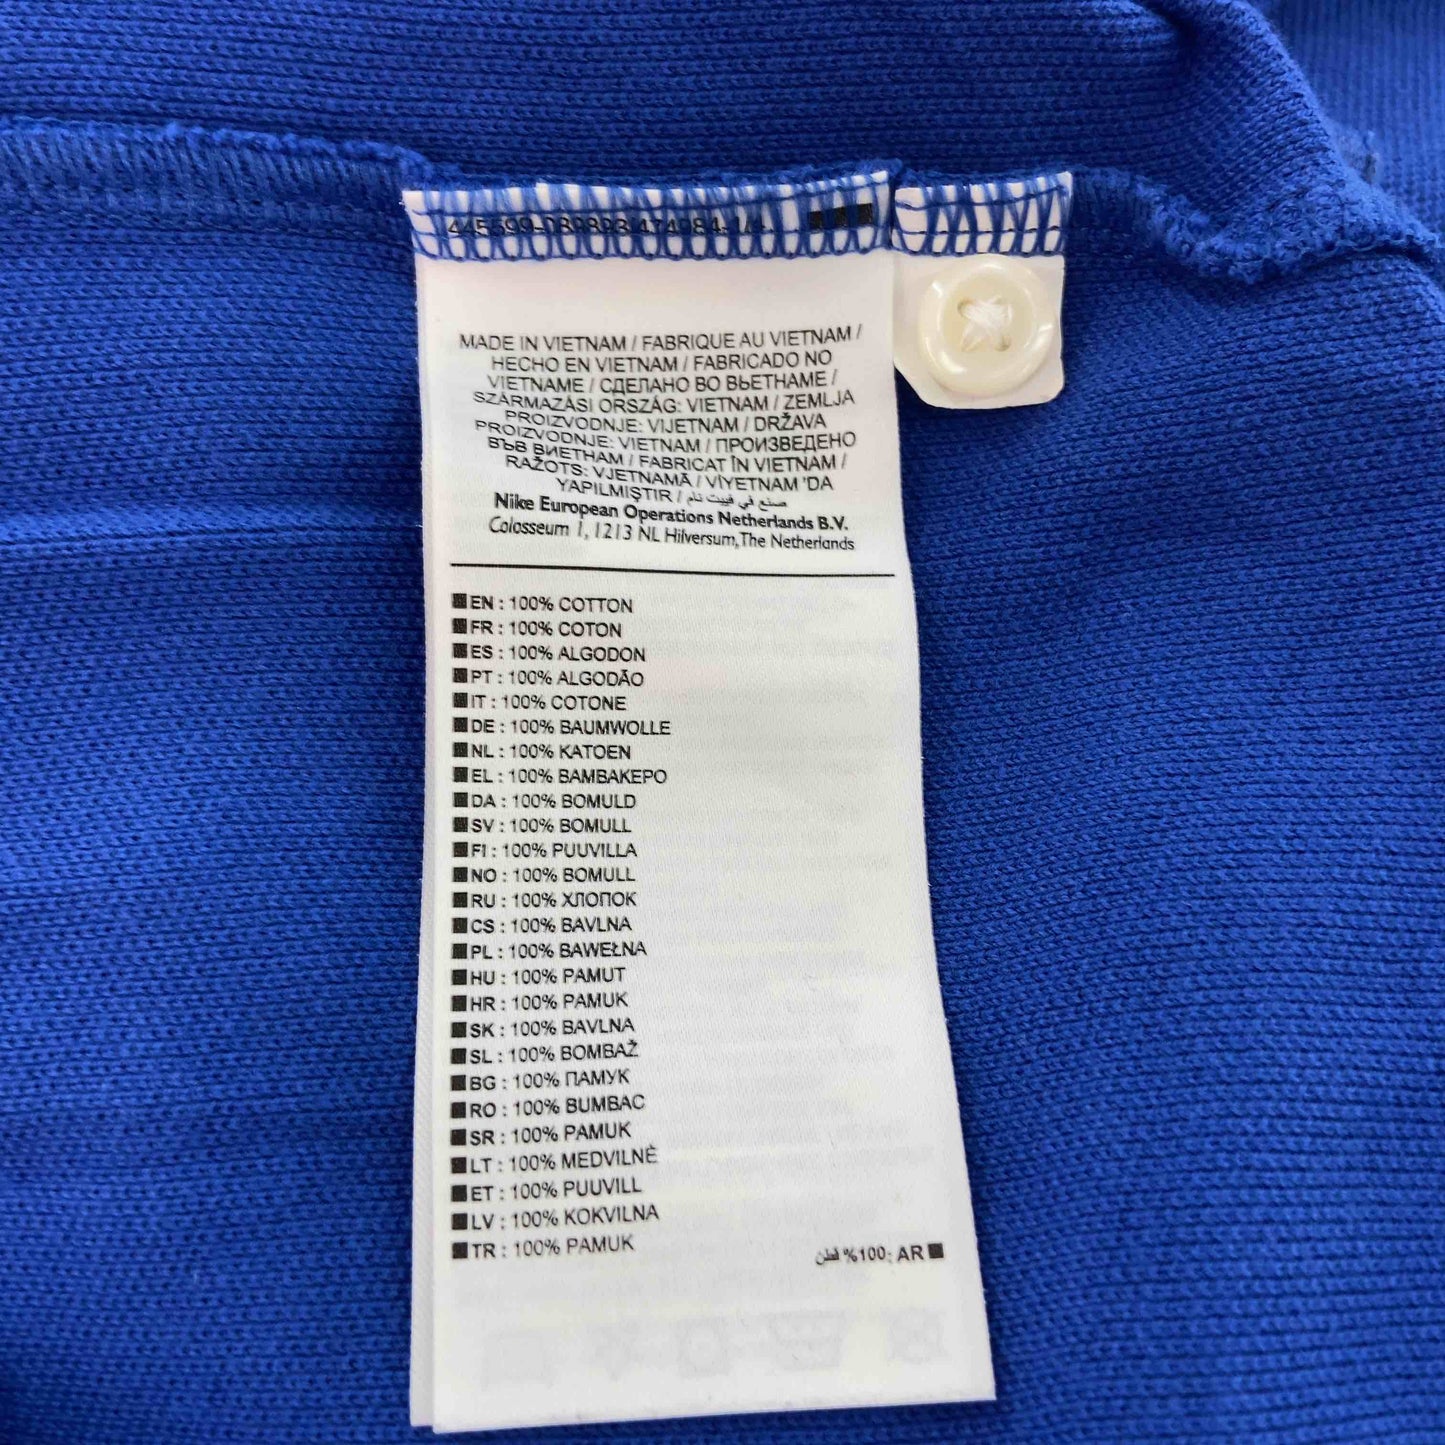 MADE IN VIETNAM / FABRIQUE AU VIETNAM /
HECHO EN VIETNAM / FABRICADO NO
VIETNAME / СДЕЛАНО ВО ВЬЕТНАМЕ /
SZÁRMAZÁSI ORSZÁG: VIETNAM / ZEMLJA
PROIZVODNJE: VIJETNAM / DRŽAVA
PROIZVODNJE: VIETNAM / ПРОИЗВЕДЕНО
ВЪВ ВИЕТНАМ / FABRICAT ÎN VIETNAM /
RAŽOTS: VJETNAMĀ / VİYETNAM 'DA
YAPILMIŞTIR / صنع في فييت نام
Nike European Operations Netherlands B.V.
Colosseum 1, 1213 NL Hilversum, The Netherlands
EN : 100% COTTON
FR : 100% COTON
ES : 100% ALGODON
PT : 100% ALGODÃO
IT : 100% COTONE
DE : 100% BAUMWOLLE
NL : 100% KATOEN
EL : 100% ΒΑΜΒΑΚΕΡΟ
DA : 100% BOMULD
SV : 100% BOMULL
FI : 100% PUUVILLA
NO : 100% BOMULL
RU : 100% ХЛОПОК
CS : 100% BAVLNA
PL : 100% BAWEŁNA
HU : 100% PAMUT
HR : 100% PAMUK
SK : 100% BAVLNA
SL : 100% BOMBAŽ
BG : 100% ПАМУК
RO : 100% BUMBAC
SR : 100% PAMUK
LT : 100% MEDVILNĖ
ET : 100% PUUVILL
LV : 100% KOKVILNA
TR : 100% PAMUK
AR : 100% قطن